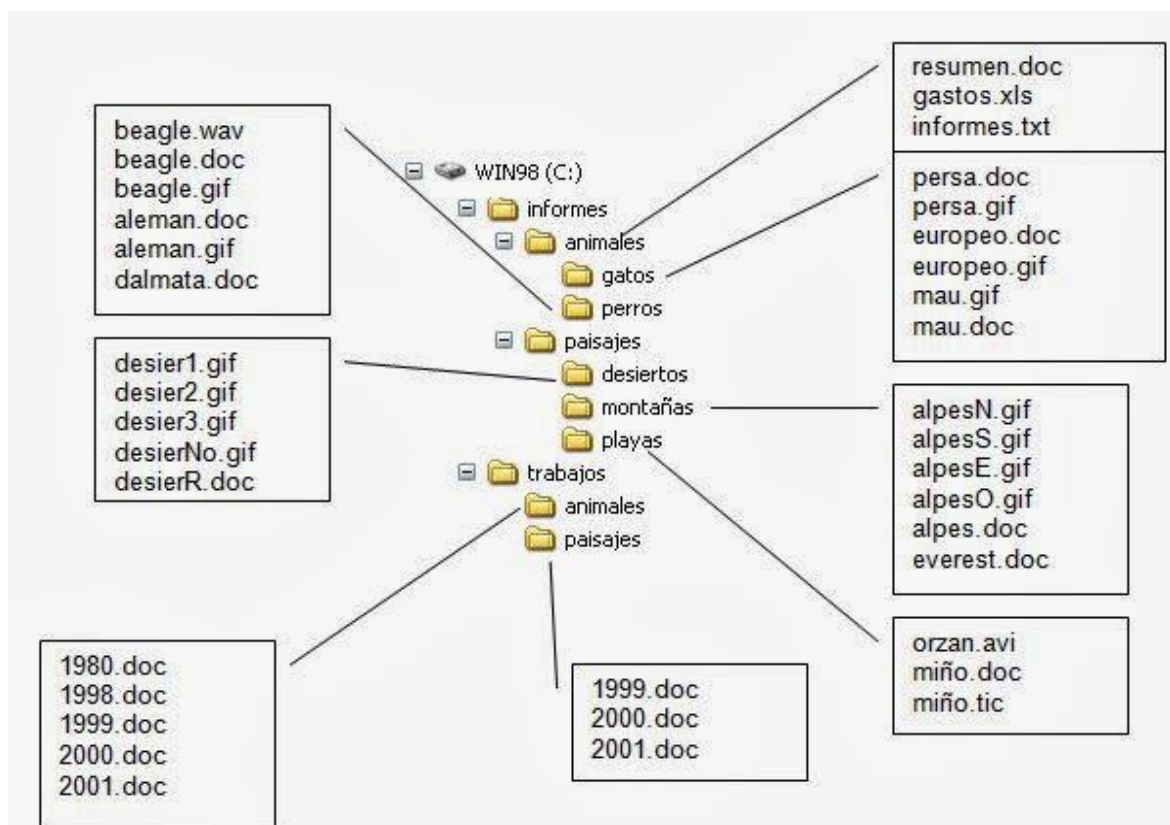 resumen.doc
gastos.xls
informes.txt
beagle.wav
beagle.doc
beagle.gif
aleman.doc
aleman.gif
dalmata.doc
WIN98 (C:)
informes
animales
gatos
perros
paisajes
desiertos
montañas
playas
trabajos
animales
paisajes
persa.doc
persa.gif
europeo.doc
europeo.gif
mau.gif
mau.doc
desier1.gif
desier2.gif
desier3.gif
desierNo.gif
desierR.doc
alpesN.gif
alpesS.gif
alpesE.gif
alpesO.gif
alpes.doc
everest.doc
orzan.avi
miño.doc
miño.tic
1980.doc
1998.doc
1999.doc
2000.doc
2001.doc
1999.doc
2000.doc
2001.doc